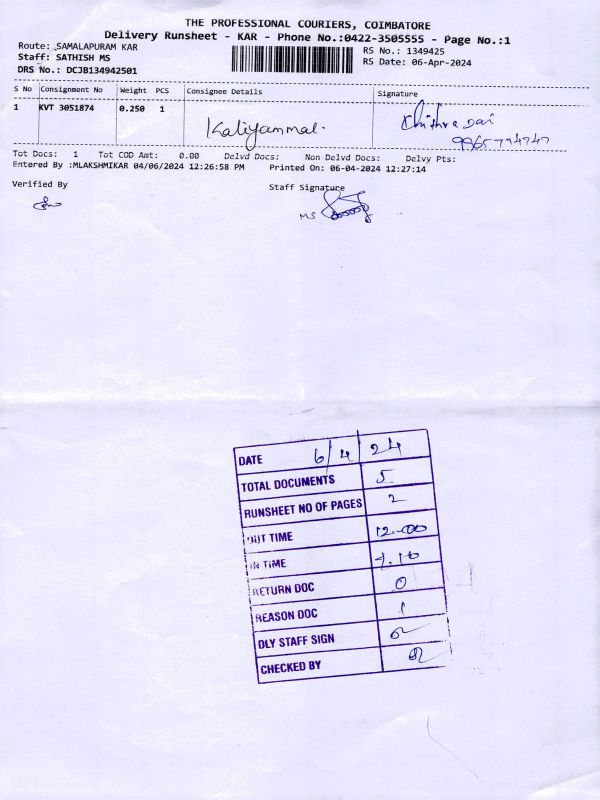 THE PROFESSIONAL COURIERS, COIMBATORE
Delivery Runsheet - KAR - Phone No.:0422-3505555 - Page No.:1
Route: SAMALAPURAM KAR
RS No.: 1349425
Staff: SATHISH MS
RS Date: 06-Apr-2024
DRS No.: DCJB134942501
S No Consignment No Weight PCS Consignee Details Signature
1 KVT 3051874 0.250 1 Kaliyammal.
Tot Docs: 1 Tot COD Amt: 0.00 Delvd Docs: Non Delvd Docs: Delvy Pts:
Entered By :MLAKSHMIKAR 04/06/2024 12:26:58 PM Printed On: 06-04-2024 12:27:14
Verified By Staff Signature
MS
DATE 6/4/24
TOTAL DOCUMENTS 5
RUNSHEET NO OF PAGES 2
OUT TIME 12.00
IN TIME
RETURN DOC 0
REASON DOC 1
DLY STAFF SIGN
CHECKED BY